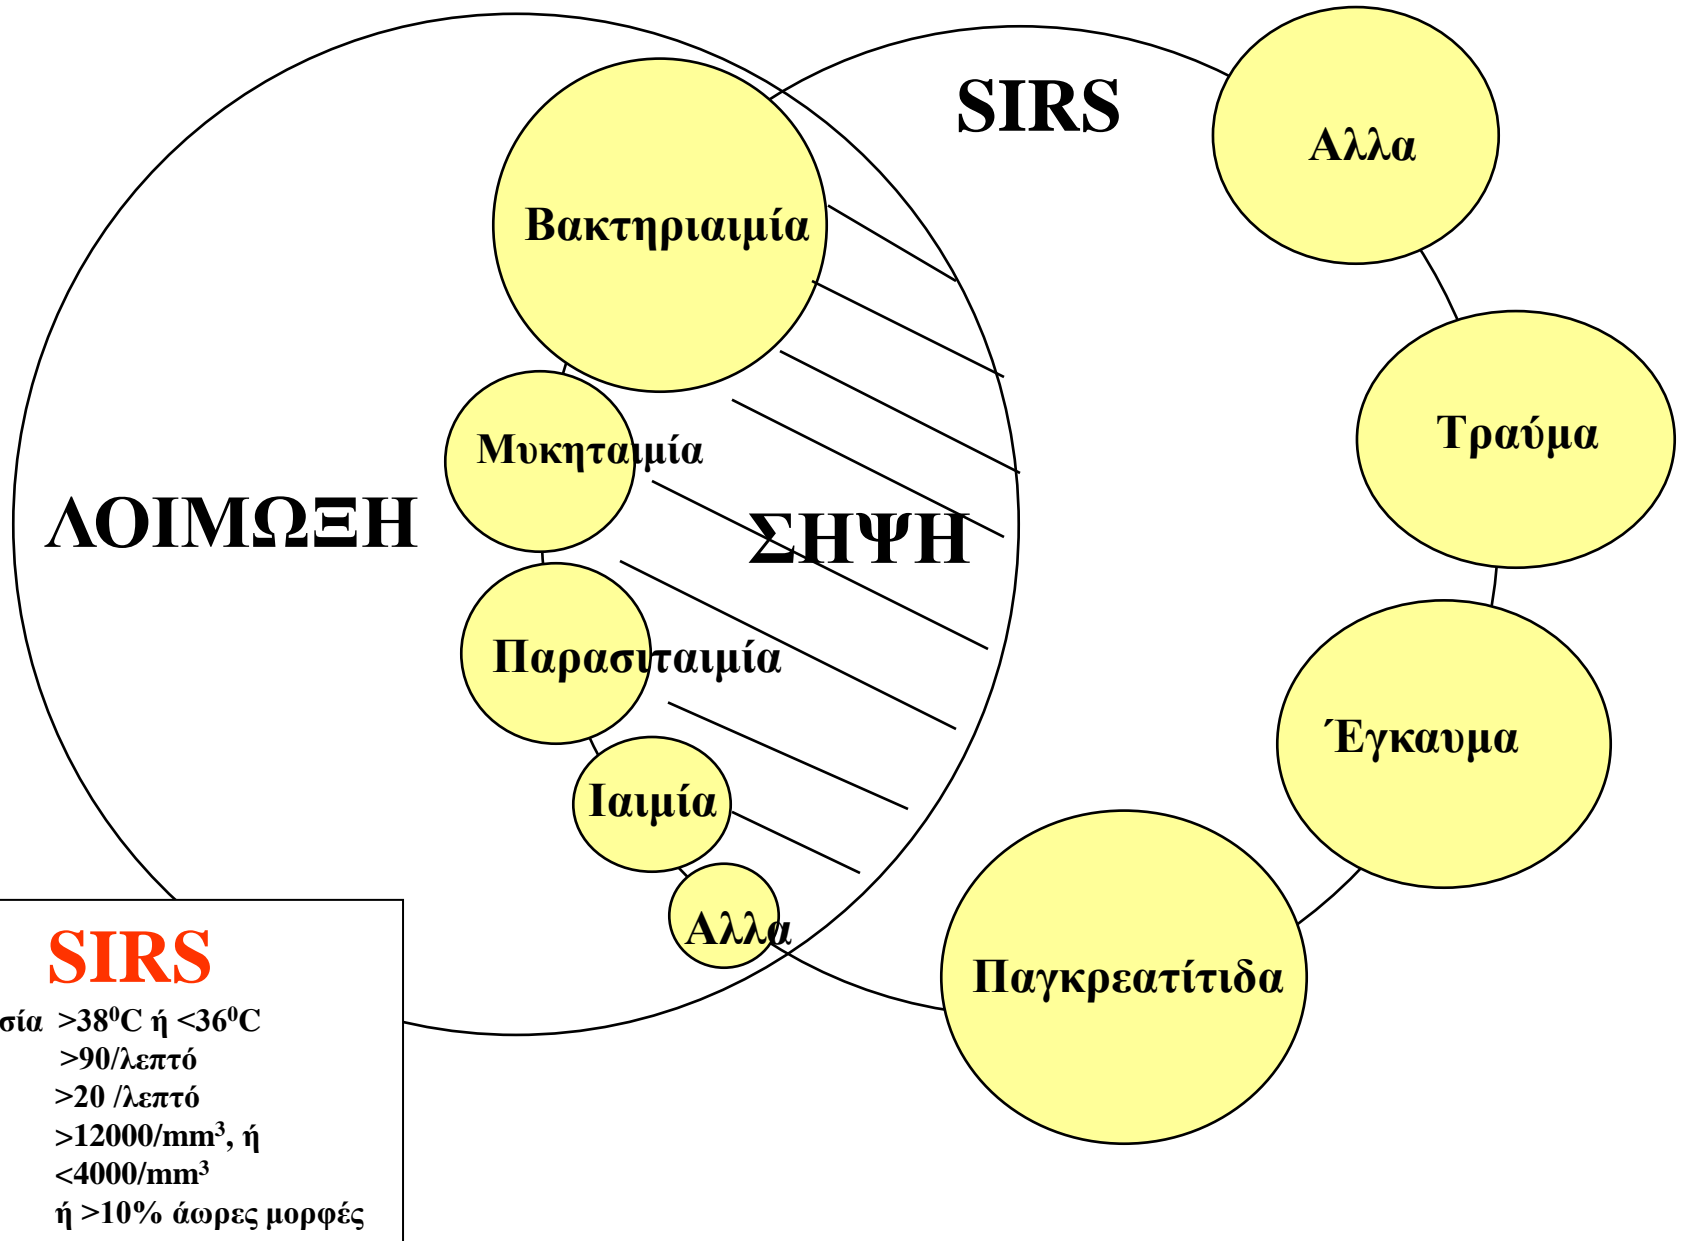 SIRS
Αλλα
Βακτηριαιμία
Τραύμα
Μυκηταιμία
ΛΟΙΜΩΞΗ
ΣΗΨΗ
Παρασιταιμία
Έγκαυμα
Ιαιμία
Αλλα
Παγκρεατίτιδα
SIRS
>38⁰C ή <36⁰C
>90/λεπτό
>20 /λεπτό
>12000/mm³, ή
<4000/mm³
ή >10% άωρες μορφές